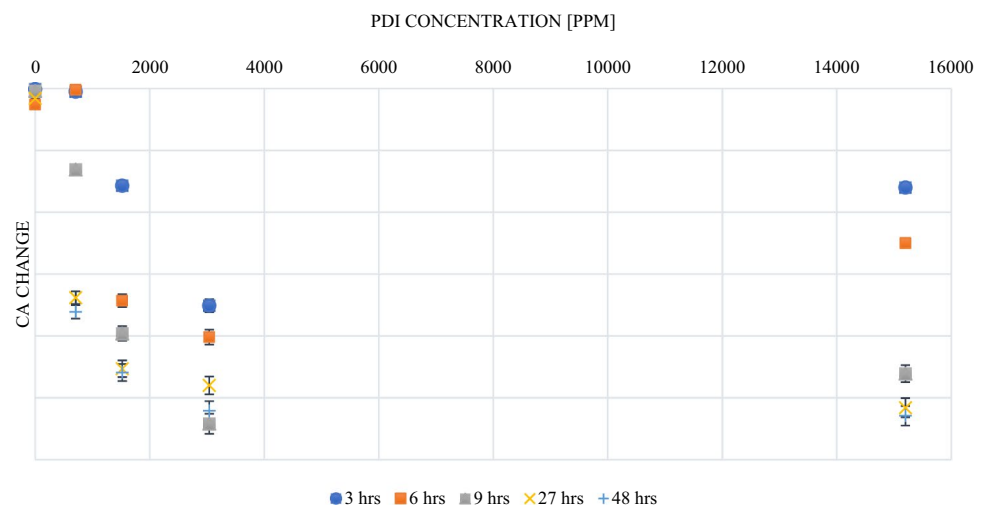 PDI CONCENTRATION [PPM]
0 2000 4000 6000 8000 10000 12000 14000 16000
CA CHANGE
3 hrs 6 hrs 9 hrs 27 hrs 48 hrs